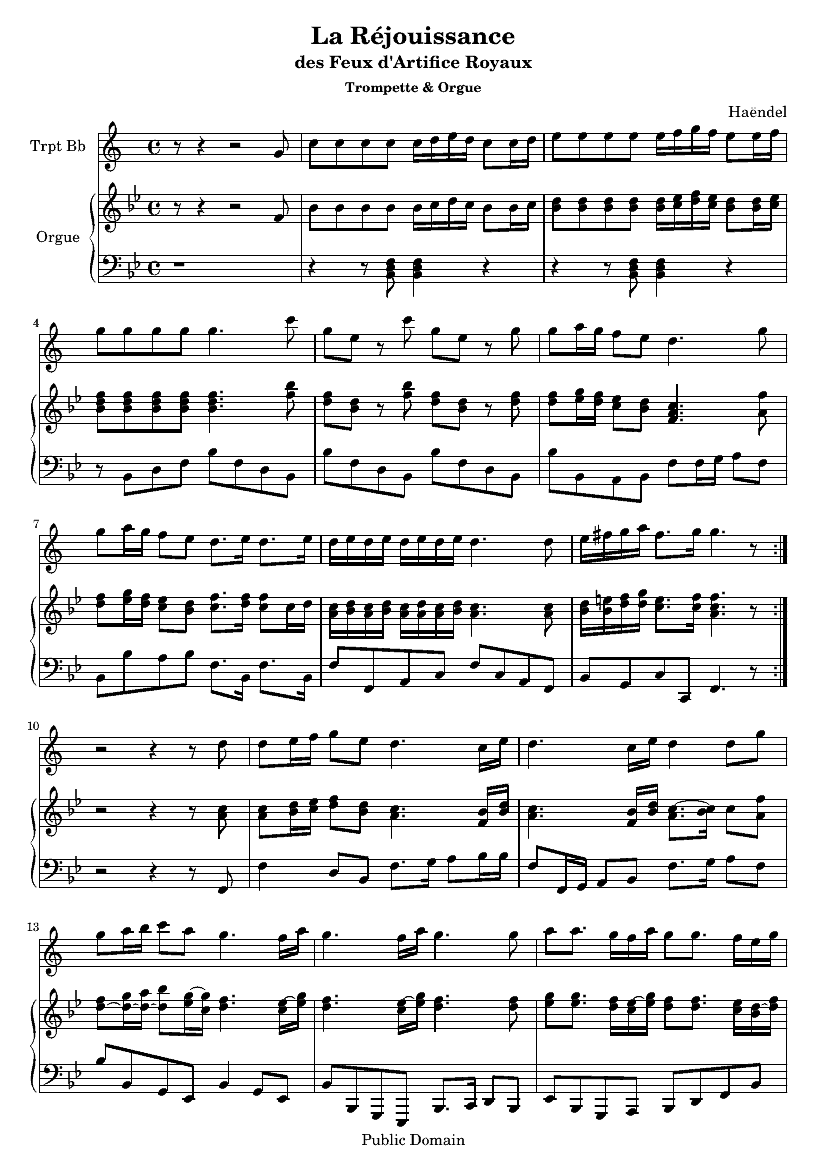 La Réjouissance
des Feux d'Artifice Royaux
Trompette & Orgue
Haëndel
Trpt Bb
Orgue
4
7
10
13
Public Domain